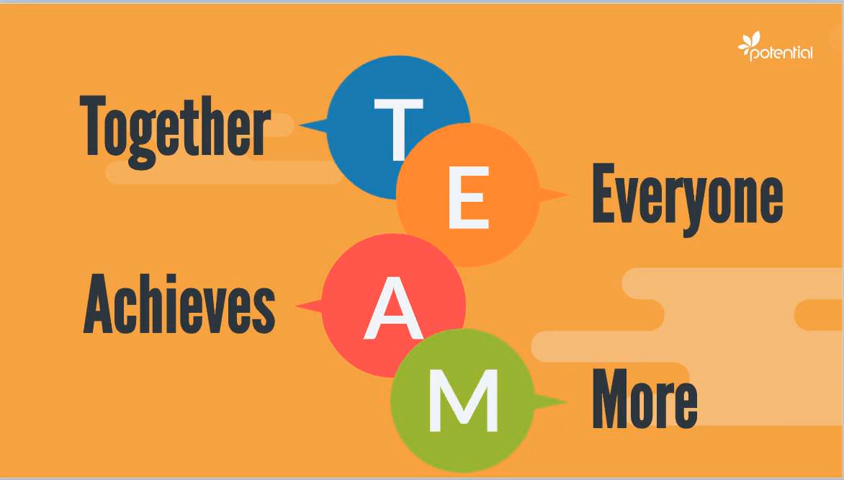 potential
Together
T
E
Everyone
Achieves
A
M
More